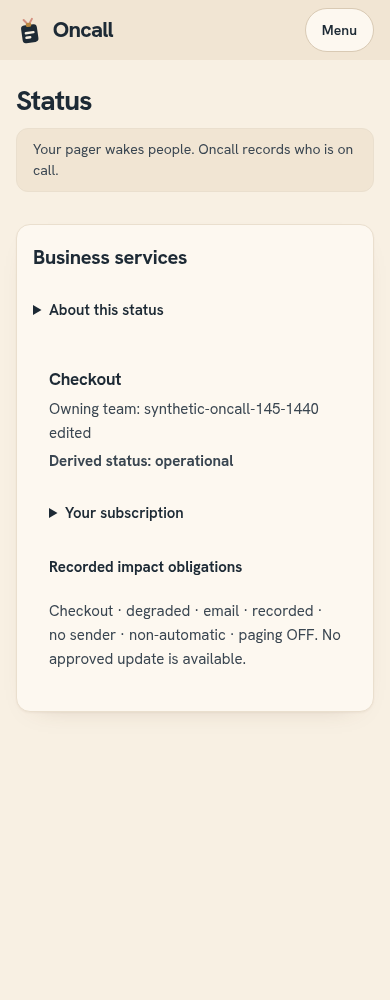 Oncall
Menu
Status
Your pager wakes people. Oncall records who is on
call.
Business services
About this status
Checkout
Owning team: synthetic-oncall-145-1440
edited
Derived status: operational
Your subscription
Recorded impact obligations
Checkout · degraded · email · recorded ·
no sender · non-automatic · paging OFF. No
approved update is available.